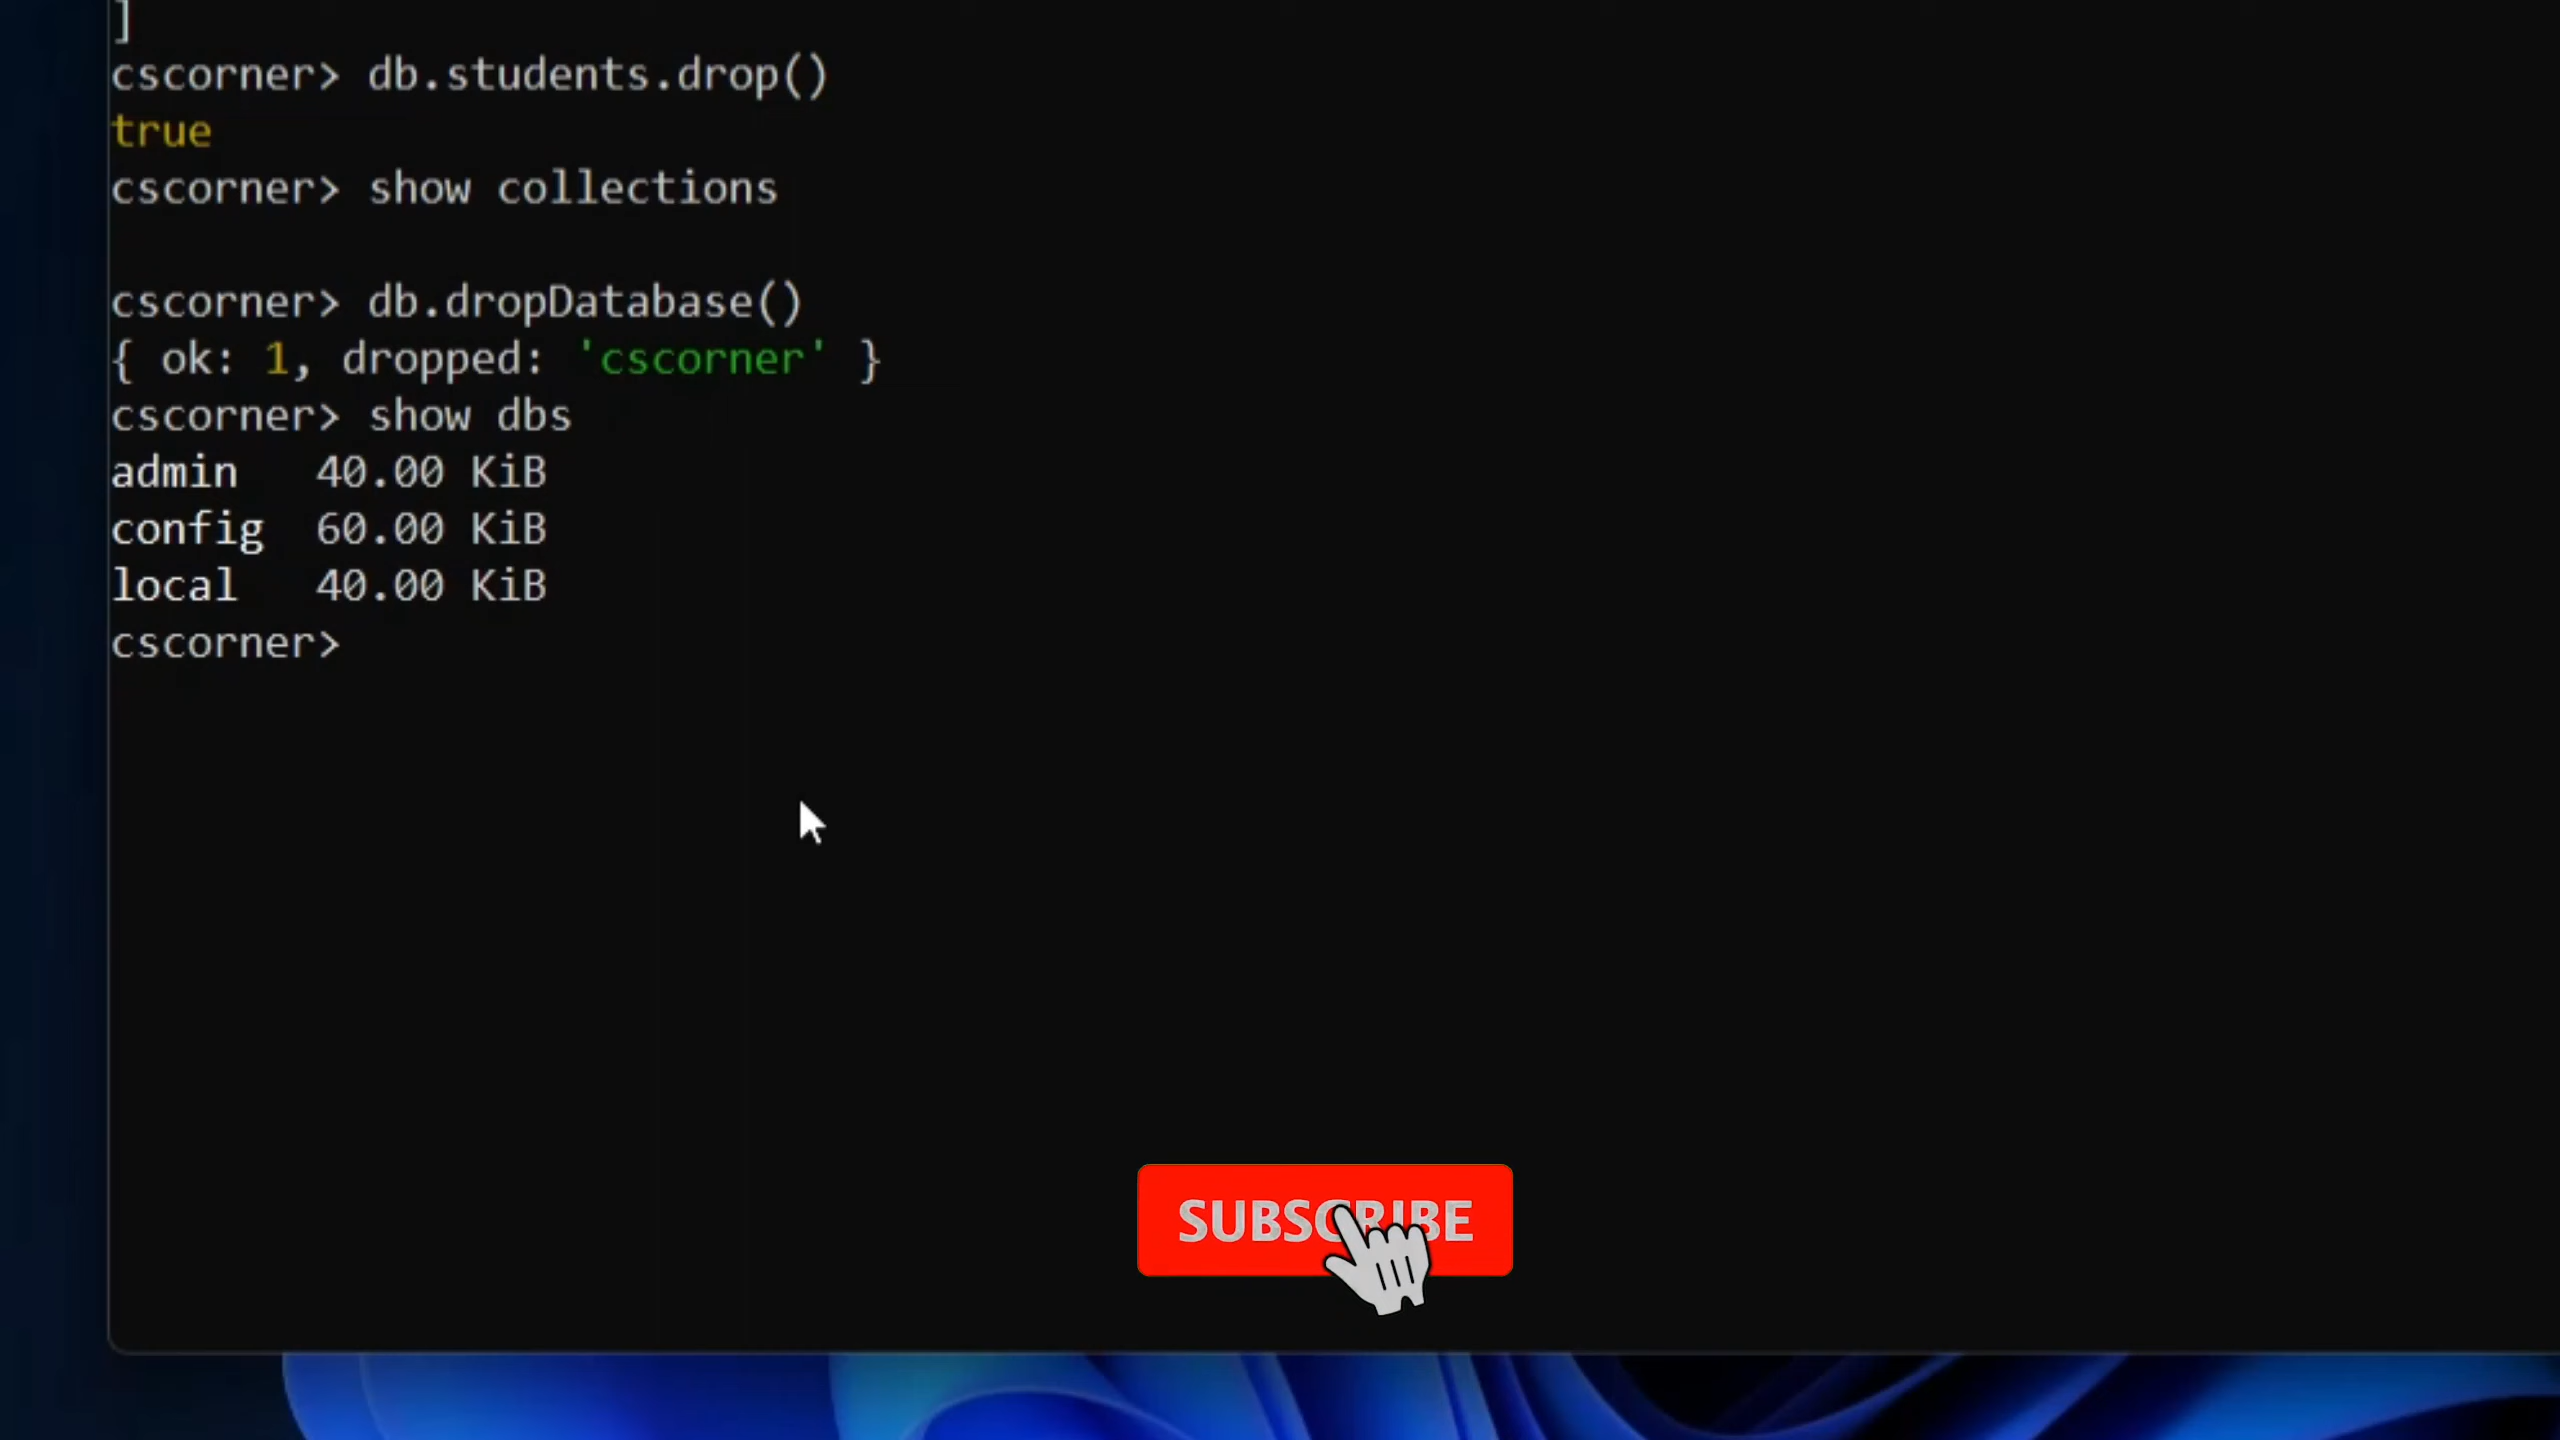 ]
cscorner> db.students.drop()
true
cscorner> show collections
cscorner> db.dropDatabase()
{ ok: 1, dropped: 'cscorner' }
cscorner> show dbs
admin   40.00 KiB
config  60.00 KiB
local   40.00 KiB
cscorner>
SUBSCRIBE